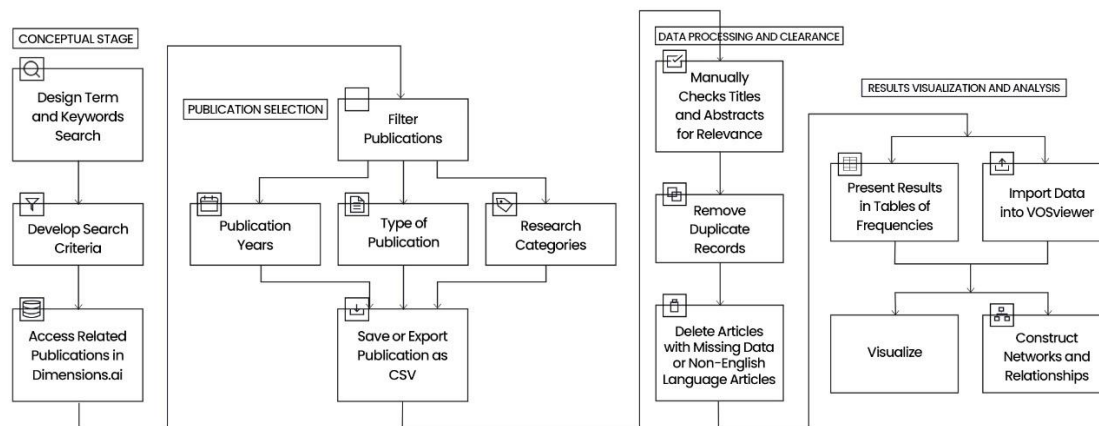 CONCEPTUAL STAGE
Design Term
and Keywords
Search
Develop Search
Criteria
Access Related
Publications in
Dimensions.ai
PUBLICATION SELECTION
Filter
Publications
Publication
Years
Type of
Publication
Research
Categories
Save or Export
Publication as
CSV
DATA PROCESSING AND CLEARANCE
Manually
Checks Titles
and Abstracts
for Relevance
Remove
Duplicate
Records
Delete Articles
with Missing Data
or Non-English
Language Articles
RESULTS VISUALIZATION AND ANALYSIS
Present Results
in Tables of
Frequencies
Import Data
into VOSviewer
Visualize
Construct
Networks and
Relationships